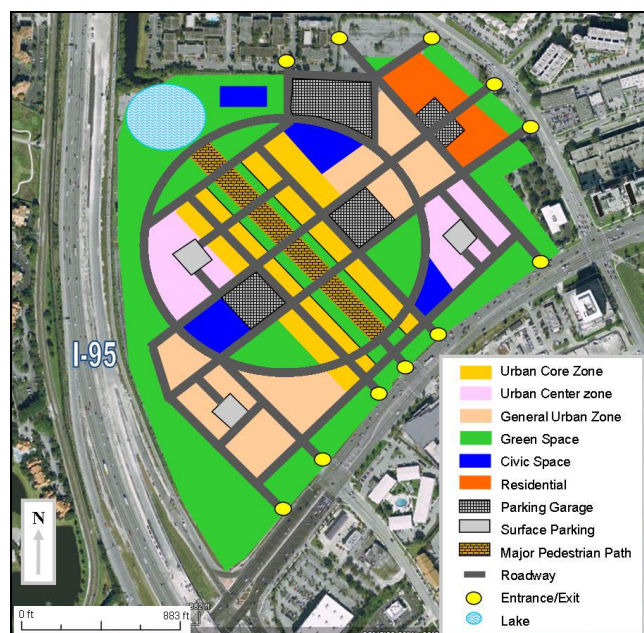 I-95
Urban Core Zone
Urban Center zone
General Urban Zone
Green Space
Civic Space
Residential
Parking Garage
Surface Parking
Major Pedestrian Path
Roadway
Entrance/Exit
Lake
N
0 ft
883 ft